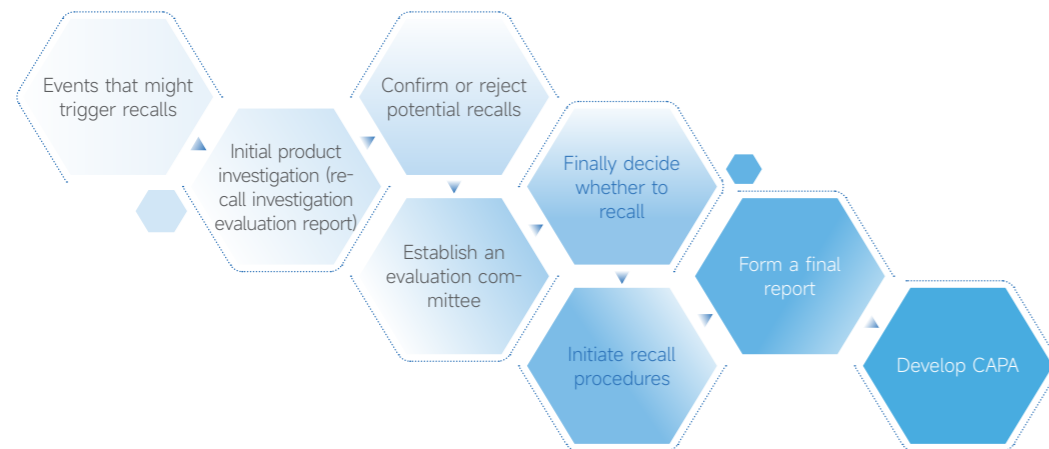 Events that might
trigger recalls
Initial product
investigation (re-
call investigation
evaluation report)
Confirm or reject
potential recalls
Establish an
evaluation com-
mittee
Finally decide
whether to
recall
Initiate recall
procedures
Form a final
report
Develop CAPA